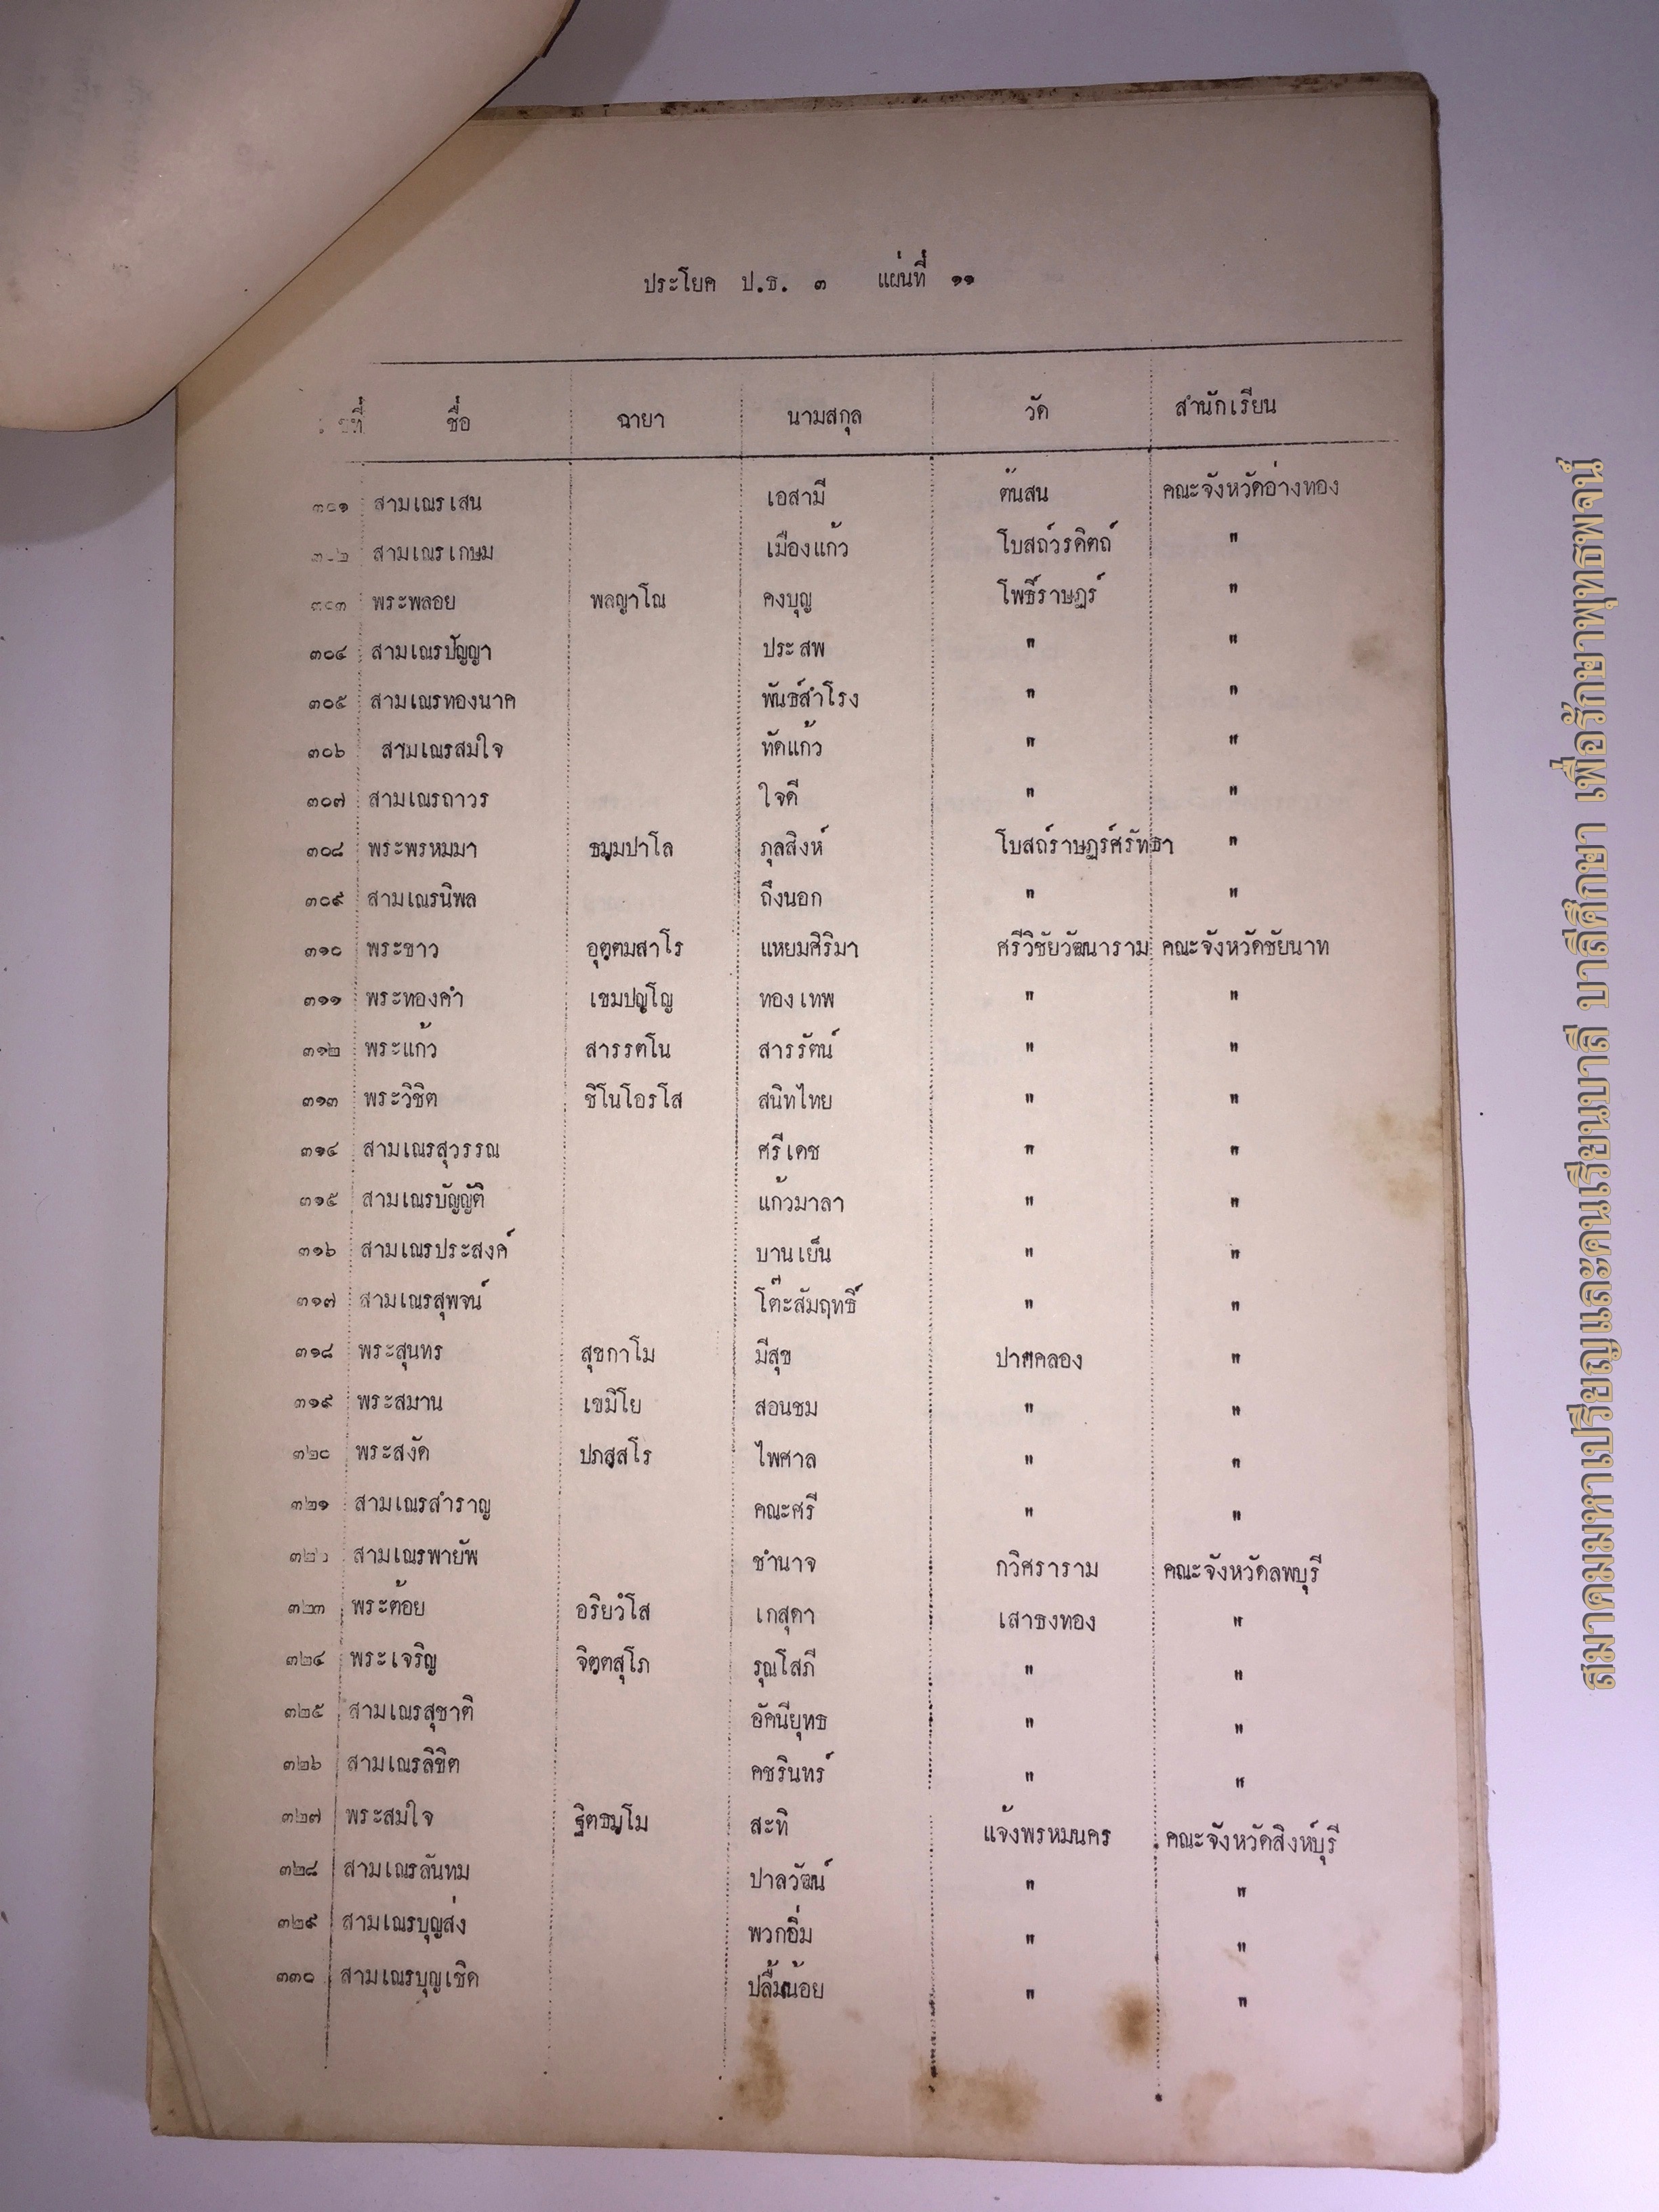 ประโยค ป.ธ. ๓ แผ่นที่ ๑๑
ชื่อ ฉายา นามสกุล วัด สำนักเรียน
๓๐๑ สามเณรเสน เอสามี ต้นสน คณะจังหวัดอ่างทอง
๓๐๒ สามเณรเกษม เมืองแก้ว โบสถ์วรดิตถ์ "
๓๐๓ พระพลอย พลญาโณ คงบุญ โพธิ์ราษฎร์ "
๓๐๔ สามเณรปัญญา ประสพ " "
๓๐๕ สามเณรทองนาค พันธ์สำโรง " "
๓๐๖ สามเณรสมใจ ทัดแก้ว " "
๓๐๗ สามเณรถาวร ใจดี " "
๓๐๘ พระพรหมมา ธมฺมปาโล ภุลสิงห์ โบสถ์ราษฎร์ศรัทธา "
๓๐๙ สามเณรนิพล ถึงนอก " "
๓๑๐ พระขาว อุตฺตมสาโร แหยมศิริมา ศรีวิชัยวัฒนาราม คณะจังหวัดชัยนาท
๓๑๑ พระทองคำ เขมปญฺโญ ทองเทพ " "
๓๑๒ พระแก้ว สารรตโน สารรัตน์ " "
๓๑๓ พระวิชิต ชิโนโอรโส สนิทไทย " "
๓๑๔ สามเณรสุวรรณ ศรีเดช " "
๓๑๕ สามเณรบัญญัติ แก้วมาลา " "
๓๑๖ สามเณรประสงค์ บานเย็น " "
๓๑๗ สามเณรสุพจน์ โต๊ะสัมฤทธิ์ " "
๓๑๘ พระสุนทร สุขกาโม มีสุข ปากคลอง "
๓๑๙ พระสมาน เขมิโย สอนชม " "
๓๒๐ พระสงัด ปภสฺสโร ไพศาล " "
๓๒๑ สามเณรสำราญ คณะศรี " "
๓๒๒ สามเณรพายัพ ชำนาจ กวิศราราม คณะจังหวัดลพบุรี
๓๒๓ พระต้อย อริยวํโส เกสุดา เสาธงทอง "
๓๒๔ พระเจริญ จิตฺตสุโภ รุณโสภี " "
๓๒๕ สามเณรสุชาติ อัคนียุทธ " "
๓๒๖ สามเณรลิขิต คชรินทร์ " "
๓๒๗ พระสมใจ ฐิตธมฺโม สะทิ แจ้งพรหมนคร คณะจังหวัดสิงห์บุรี
๓๒๘ สามเณรลันทม ปาลวัฒน์ " "
๓๒๙ สามเณรบุญส่ง พวกอิ่ม " "
๓๓๐ สามเณรบุญเชิด ปลื้มน้อย " "
สมาคมมหาเปรียญและคนเรียนบาลี บาลีศึกษา เพื่อรักษาพุทธพจน์